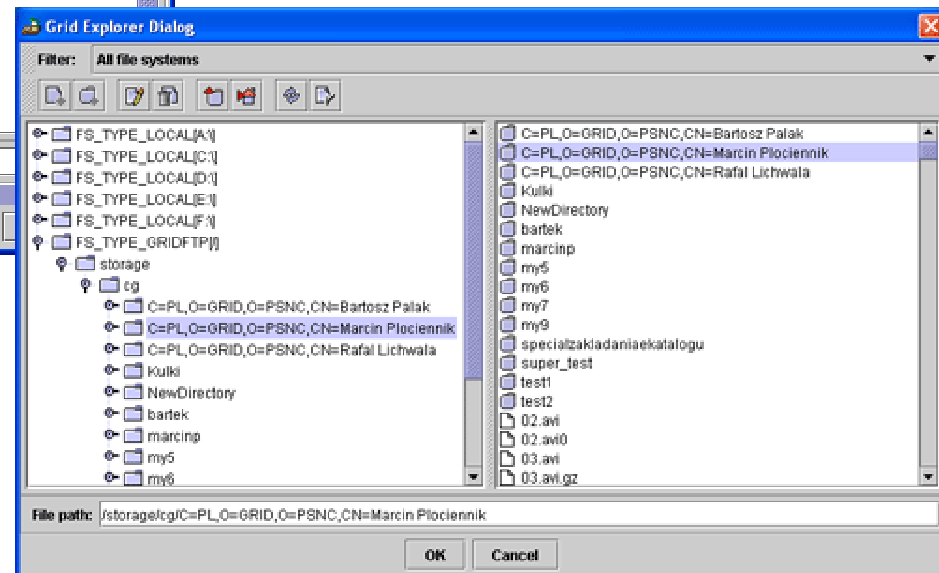 Grid Explorer Dialog
Filter: All file systems
FS_TYPE_LOCAL[A:\]
FS_TYPE_LOCAL[C:\]
FS_TYPE_LOCAL[D:\]
FS_TYPE_LOCAL[E:\]
FS_TYPE_LOCAL[F:\]
FS_TYPE_GRIDFTP[/]
storage
cg
C=PL,O=GRID,O=PSNC,CN=Bartosz Palak
C=PL,O=GRID,O=PSNC,CN=Marcin Plociennik
C=PL,O=GRID,O=PSNC,CN=Rafal Lichwala
Kulki
NewDirectory
bartek
marcinp
my5
my6
C=PL,O=GRID,O=PSNC,CN=Bartosz Palak
C=PL,O=GRID,O=PSNC,CN=Marcin Plociennik
C=PL,O=GRID,O=PSNC,CN=Rafal Lichwala
Kulki
NewDirectory
bartek
marcinp
my5
my6
my7
my9
specialzakladaniaekatalogu
super_test
test1
test2
02.avi
02.avi0
03.avi
03.avi.gz
File path: /storage/cg/C=PL,O=GRID,O=PSNC,CN=Marcin Plociennik
OK Cancel